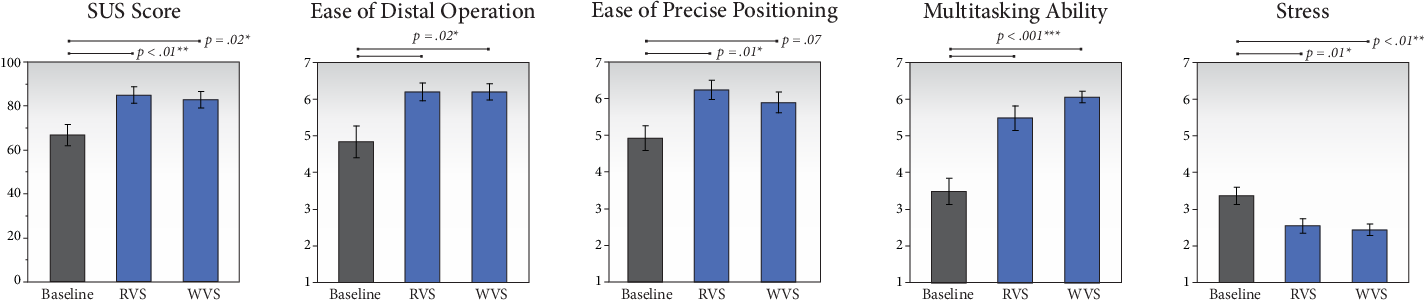 SUS Score
p = .02*
p < .01**
100
80
60
40
20
0
Baseline RVS WVS
Ease of Distal Operation
p = .02*
7
6
5
4
3
2
1
Baseline RVS WVS
Ease of Precise Positioning
p = .07
p = .01*
7
6
5
4
3
2
1
Baseline RVS WVS
Multitasking Ability
p < .001***
7
6
5
4
3
2
1
Baseline RVS WVS
Stress
p < .01**
p = .01*
7
6
5
4
3
2
1
Baseline RVS WVS